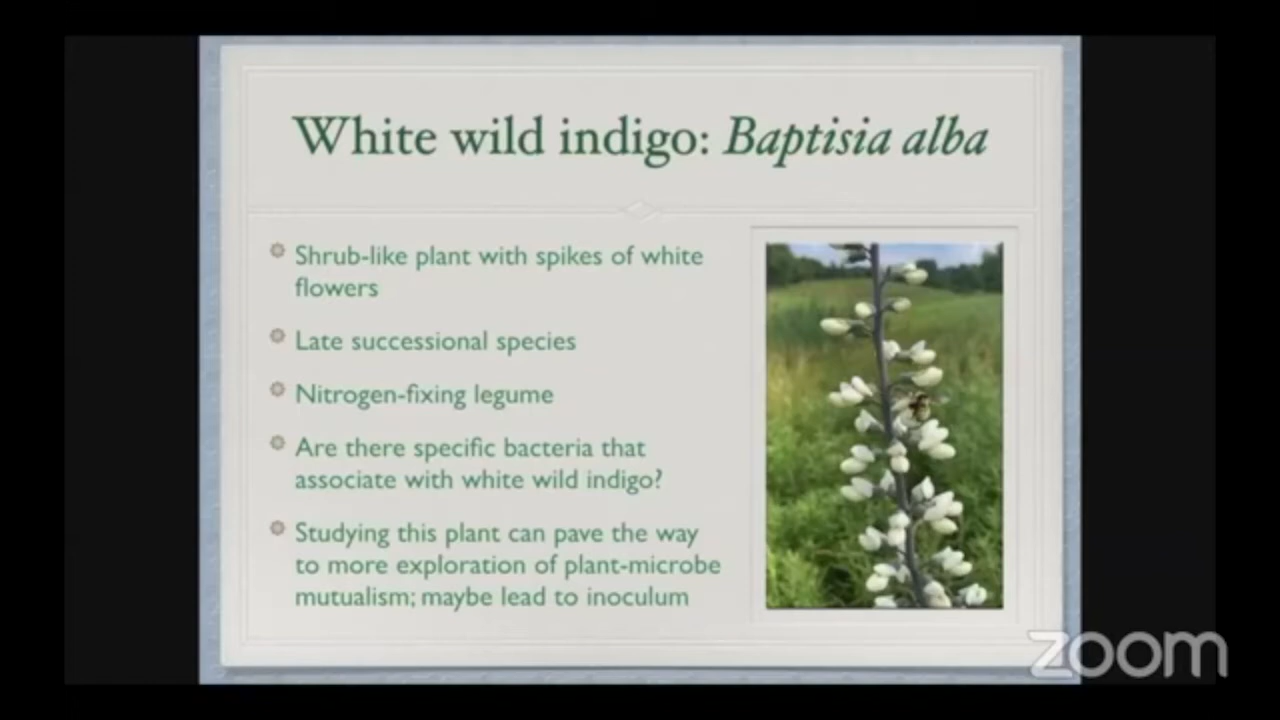 White wild indigo: Baptisia alba
Shrub-like plant with spikes of white
flowers
Late successional species
Nitrogen-fixing legume
Are there specific bacteria that
associate with white wild indigo?
Studying this plant can pave the way
to more exploration of plant-microbe
mutualism; maybe lead to inoculum
zoom